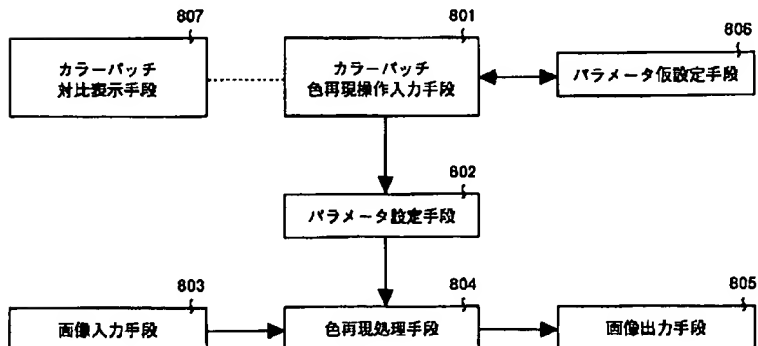 807
カラーパッチ
対比表示手段
801
カラーパッチ
色再現操作入力手段
806
パラメータ仮設定手段
802
パラメータ設定手段
803
画像入力手段
804
色再現処理手段
805
画像出力手段